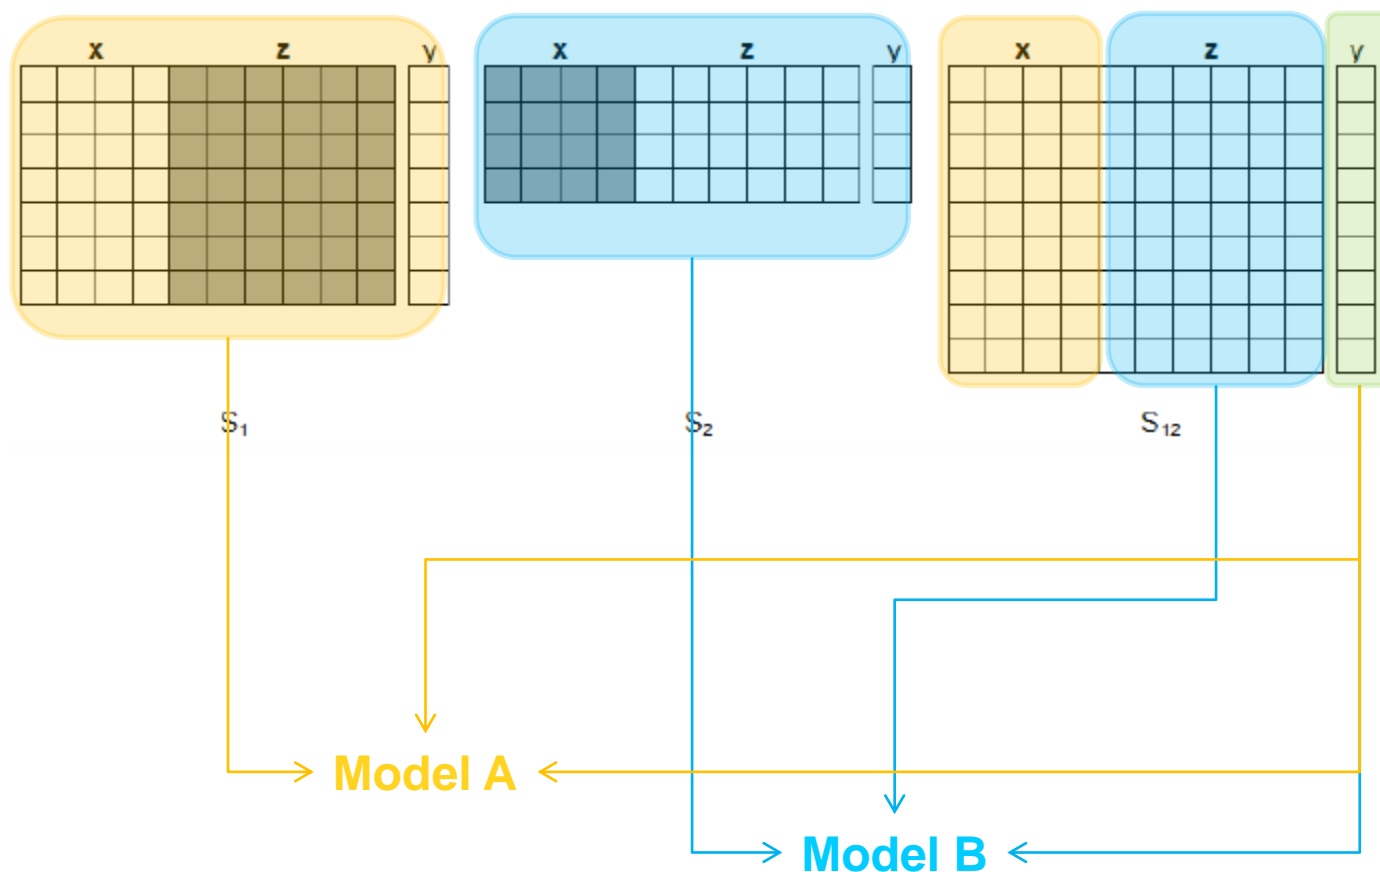 x z y
x z y
x z y
S₁
S₂
S₁₂
Model A
Model B